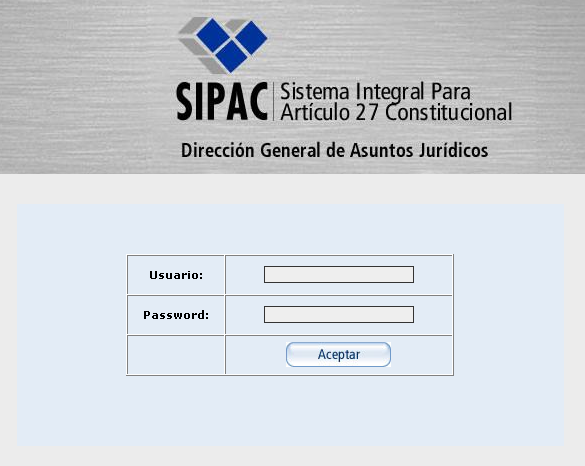 SIPAC
Sistema Integral Para
Artículo 27 Constitucional
Dirección General de Asuntos Jurídicos
Usuario:
Password:
Aceptar